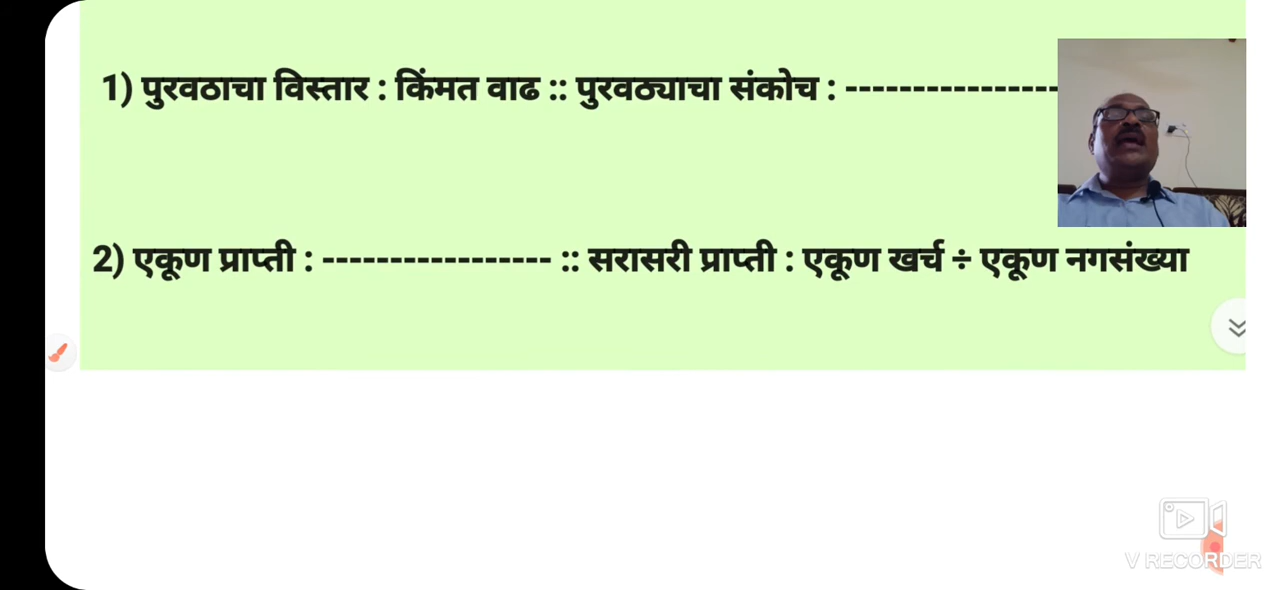 1) पुरवठाचा विस्तार : किंमत वाढ :: पुरवठ्याचा संकोच : ----------------
2) एकूण प्राप्ती : ----------------- :: सरासरी प्राप्ती : एकूण खर्च ÷ एकूण नगसंख्या
V RECORDER